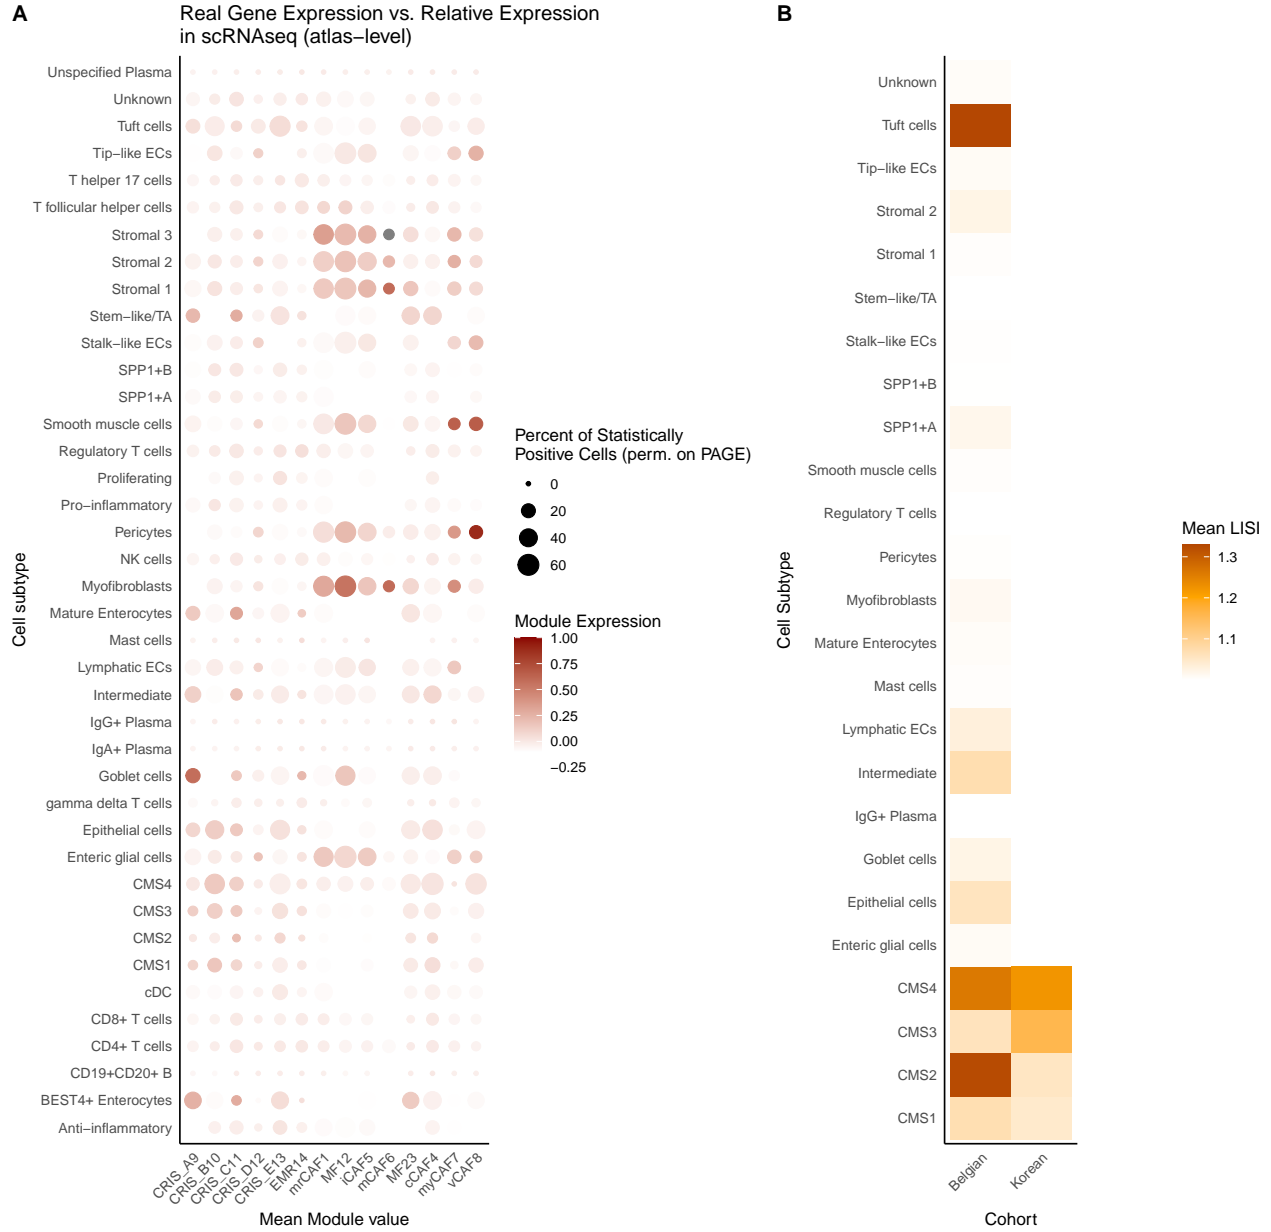 A
Real Gene Expression vs. Relative Expression
in scRNAseq (atlas−level)
Cell subtype
Unspecified Plasma
Unknown
Tuft cells
Tip−like ECs
T helper 17 cells
T follicular helper cells
Stromal 3
Stromal 2
Stromal 1
Stem−like/TA
Stalk−like ECs
SPP1+B
SPP1+A
Smooth muscle cells
Regulatory T cells
Proliferating
Pro−inflammatory
Pericytes
NK cells
Myofibroblasts
Mature Enterocytes
Mast cells
Lymphatic ECs
Intermediate
IgG+ Plasma
IgA+ Plasma
Goblet cells
gamma delta T cells
Epithelial cells
Enteric glial cells
CMS4
CMS3
CMS2
CMS1
cDC
CD8+ T cells
CD4+ T cells
CD19+CD20+ B
BEST4+ Enterocytes
Anti−inflammatory
CRIS_A9
CRIS_B10
CRIS_C11
CRIS_D12
CRIS_E13
EMR14
mrCAF1
MF12
iCAF5
mCAF6
MF23
cCAF4
myCAF7
vCAF8
Mean Module value
Percent of Statistically
Positive Cells (perm. on PAGE)
0
20
40
60
Module Expression
1.00
0.75
0.50
0.25
0.00
−0.25
B
Cell Subtype
Unknown
Tuft cells
Tip−like ECs
Stromal 2
Stromal 1
Stem−like/TA
Stalk−like ECs
SPP1+B
SPP1+A
Smooth muscle cells
Regulatory T cells
Pericytes
Myofibroblasts
Mature Enterocytes
Mast cells
Lymphatic ECs
Intermediate
IgG+ Plasma
Goblet cells
Epithelial cells
Enteric glial cells
CMS4
CMS3
CMS2
CMS1
Belgian
Korean
Cohort
Mean LISI
1.3
1.2
1.1